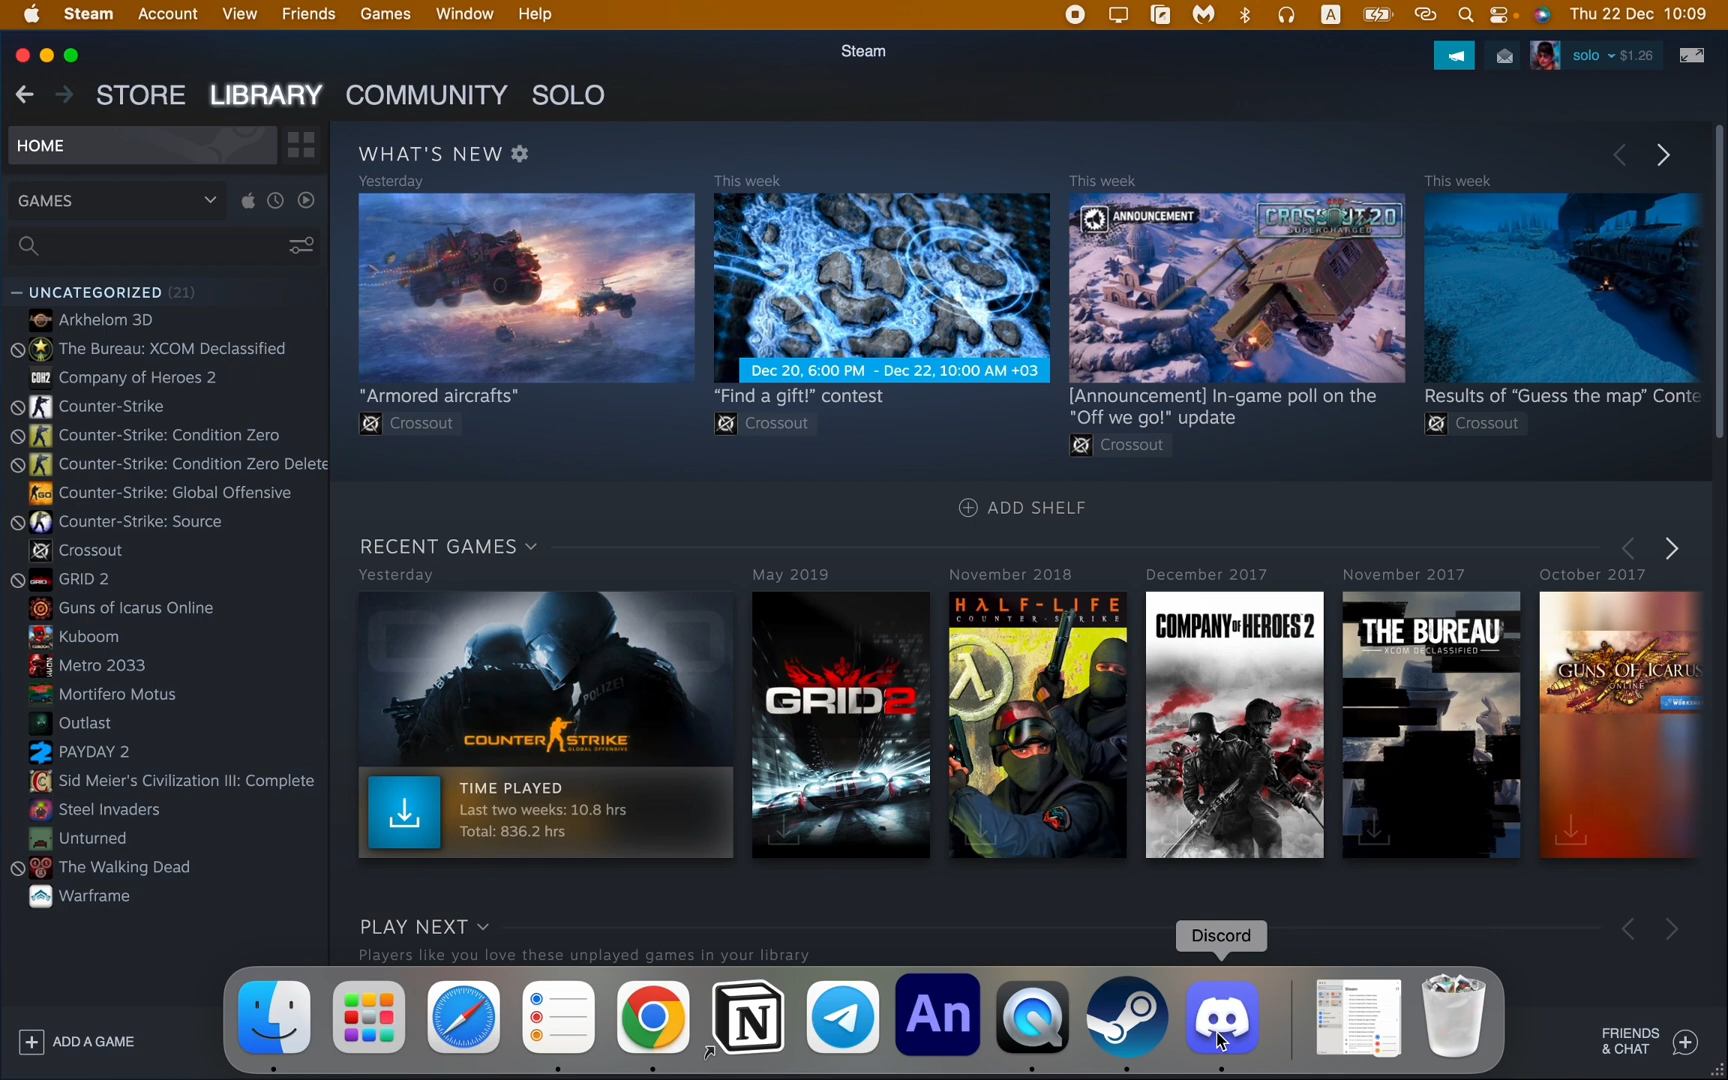 Steam Account View Friends Games Window Help A Thu 22 Dec 10:09
Steam
solo $1.26
STORE LIBRARY COMMUNITY SOLO
HOME
GAMES
— UNCATEGORIZED (21)
Arkhelom 3D
The Bureau: XCOM Declassified
COH2 Company of Heroes 2
Counter-Strike
Counter-Strike: Condition Zero
Counter-Strike: Condition Zero Delete
Counter-Strike: Global Offensive
Counter-Strike: Source
Crossout
GRID 2
Guns of Icarus Online
Kuboom
Metro 2033
Mortifero Motus
Outlast
PAYDAY 2
Sid Meier's Civilization III: Complete
Steel Invaders
Unturned
The Walking Dead
Warframe
+ ADD A GAME
WHAT'S NEW
Yesterday
"Armored aircrafts"
Crossout
This week
Dec 20, 6:00 PM - Dec 22, 10:00 AM +03
“Find a gift!” contest
Crossout
This week
ANNOUNCEMENT
CROSSOUT 2.0
SUPERCHARGED
[Announcement] In-game poll on the
"Off we go!" update
Crossout
This week
Results of “Guess the map” Conte
Crossout
ADD SHELF
RECENT GAMES
Yesterday
COUNTER STRIKE
GLOBAL OFFENSIVE
POLIZEI
TIME PLAYED
Last two weeks: 10.8 hrs
Total: 836.2 hrs
May 2019
GRID 2
November 2018
HλLF-LIFE
COUNTER-STRIKE
December 2017
COMPANY OF HEROES 2
November 2017
THE BUREAU
XCOM DECLASSIFIED
October 2017
GUNS OF ICARUS
ONLINE
PLAY NEXT
Players like you love these unplayed games in your library
Discord
An
FRIENDS
& CHAT